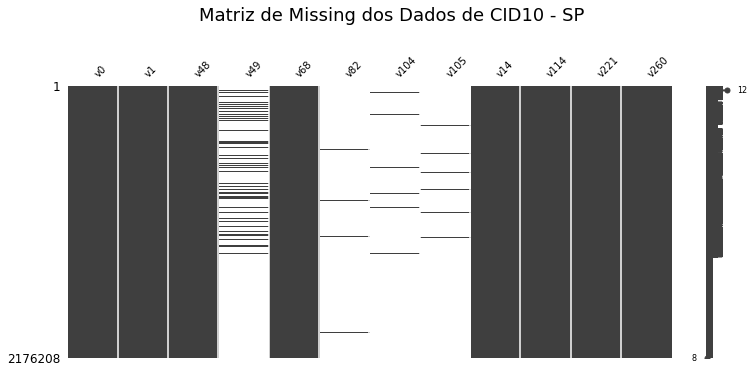 Matriz de Missing dos Dados de CID10 - SP
v0 v1 v48 v49 v68 v82 v104 v105 v14 v114 v221 v260
1
12
2176208
8